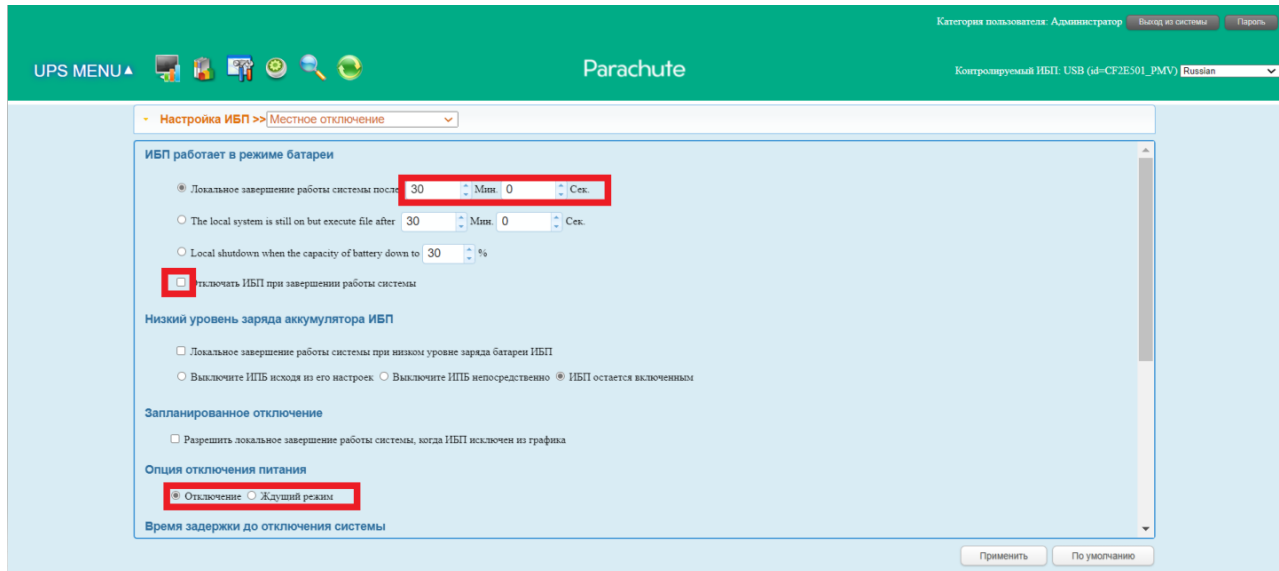 Категория пользователя: Администратор Выход из системы Пароль
UPS MENU▲ Parachute Контролируемый ИБП: USB (id=CF2E501_PMV) Russian
Настройка ИБП >> Местное отключение
ИБП работает в режиме батареи
Локальное завершение работы системы после 30 Мин. 0 Сек.
The local system is still on but execute file after 30 Мин. 0 Сек.
Local shutdown when the capacity of battery down to 30 %
Отключать ИБП при завершении работы системы
Низкий уровень заряда аккумулятора ИБП
Локальное завершение работы системы при низком уровне заряда батареи ИБП
Выключите ИПБ исходя из его настроек Выключите ИПБ непосредственно ИБП остается включенным
Запланированное отключение
Разрешить локальное завершение работы системы, когда ИБП исключен из графика
Опция отключения питания
Отключение Ждущий режим
Время задержки до отключения системы
Применить По умолчанию